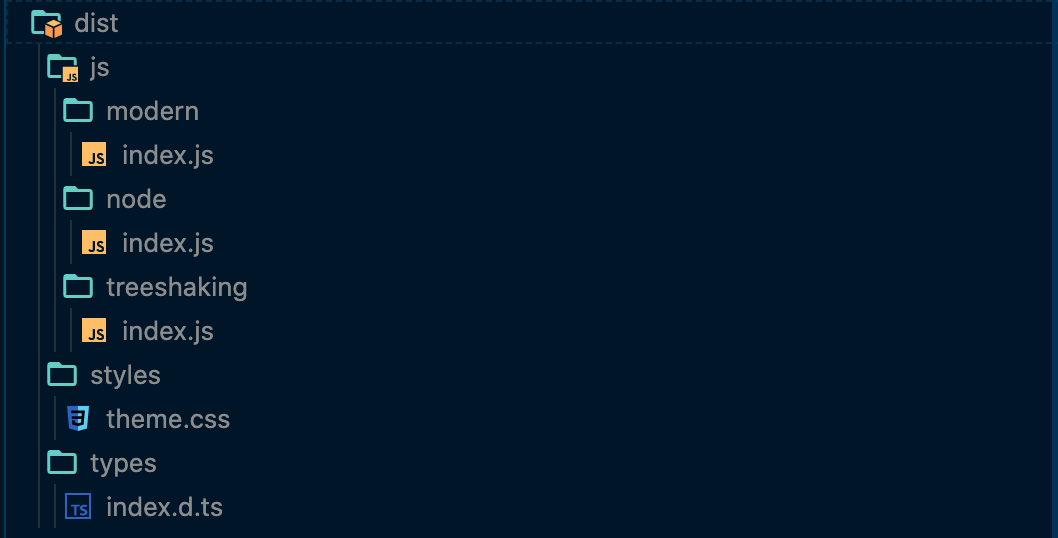 dist
JS js
modern
JS index.js
node
JS index.js
treeshaking
JS index.js
styles
theme.css
types
TS index.d.ts